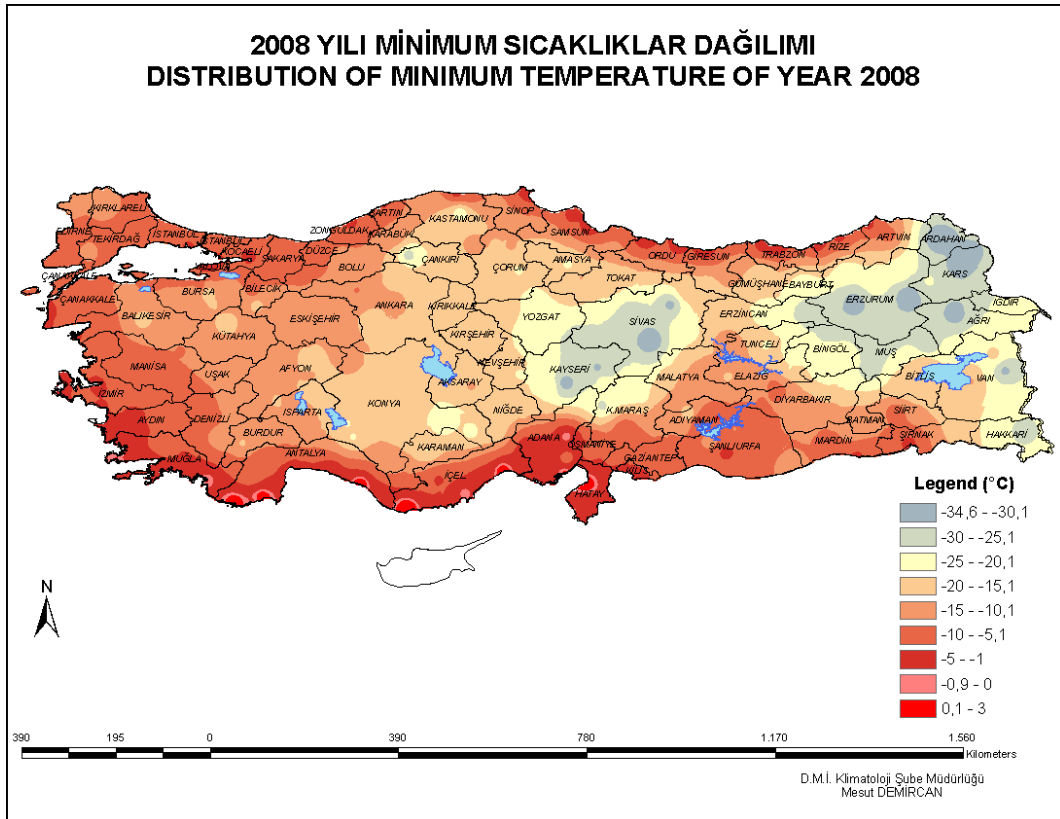 2008 YILI MİNİMUM SICAKLIKLAR DAĞILIMI
DISTRIBUTION OF MINIMUM TEMPERATURE OF YEAR 2008
KIRKLARELİ
EDİRNE
TEKİRDAĞ
İSTANBUL
İSTANBUL
KOCAELİ
SAKARYA
DÜZCE
ZONGULDAK
BARTIN
KARABÜK
KASTAMONU
SİNOP
SAMSUN
ORDU
GİRESUN
TRABZON
RİZE
ARTVİN
ARDAHAN
KARS
ÇANAKKALE
ÇANAKKALE
BALIKESİR
BURSA
BİLECİK
BOLU
ÇANKIRI
ÇORUM
AMASYA
TOKAT
GÜMÜŞHANE
BAYBURT
ERZURUM
IĞDIR
AĞRI
KÜTAHYA
ESKİŞEHİR
ANKARA
KIRIKKALE
YOZGAT
SİVAS
ERZİNCAN
TUNCELİ
BİNGÖL
MUŞ
KIRŞEHİR
NEVŞEHİR
KAYSERİ
MALATYA
ELAZIĞ
BİTLİS
VAN
MANİSA
UŞAK
AFYON
İZMİR
AYDIN
DENİZLİ
ISPARTA
BURDUR
KONYA
AKSARAY
NİĞDE
K.MARAŞ
ADIYAMAN
DİYARBAKIR
BATMAN
SİİRT
ŞIRNAK
HAKKARİ
MUĞLA
ANTALYA
KARAMAN
İÇEL
ADANA
OSMANİYE
GAZİANTEP
KİLİS
ŞANLIURFA
MARDİN
HATAY
Legend (°C)
-34,6 - -30,1
-30 - -25,1
-25 - -20,1
-20 - -15,1
-15 - -10,1
-10 - -5,1
-5 - -1
-0,9 - 0
0,1 - 3
N
390 195 0 390 780 1.170 1.560
Kilometers
D.M.İ. Klimatoloji Şube Müdürlüğü
Mesut DEMİRCAN